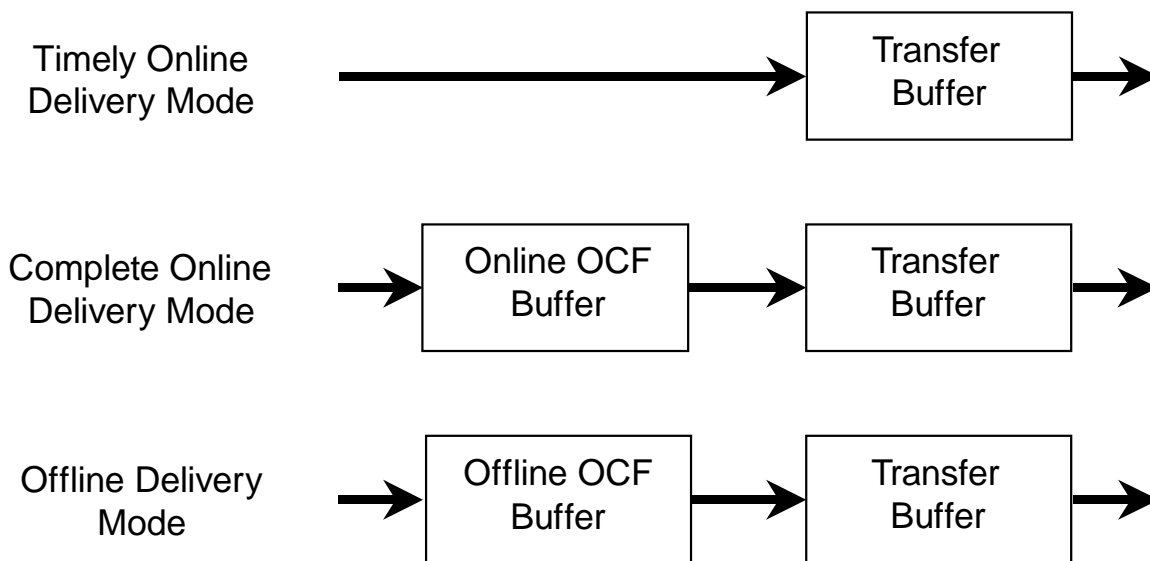 Timely Online
Delivery Mode
Transfer
Buffer
Complete Online
Delivery Mode
Online OCF
Buffer
Transfer
Buffer
Offline Delivery
Mode
Offline OCF
Buffer
Transfer
Buffer